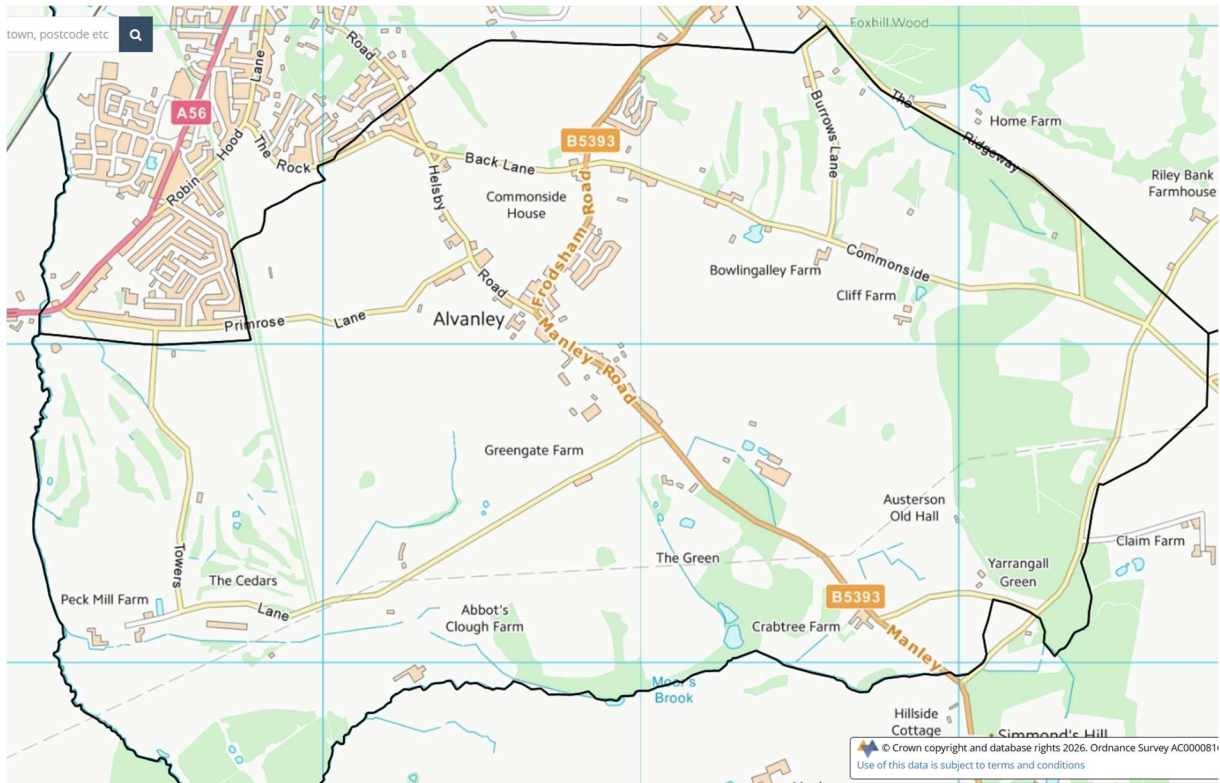 town, postcode etc
Foxhill Wood
Road
Lane
A56
The
Home Farm
Burrows Lane
Hood
The Rock
B5393
Ridgeway
Back Lane
Riley Bank
Farmhouse
Robin
Helsby
Commonside
House
Frodsham Road
Commonside
Bowlingalley Farm
Cliff Farm
Road
Primrose
Lane
Alvanley
Manley Road
Greengate Farm
Austerson
Old Hall
Claim Farm
The Green
Yarrangall
Green
Towers
The Cedars
Peck Mill Farm
Lane
B5393
Abbot's
Clough Farm
Crabtree Farm
Manley
Moor's
Brook
Hillside
Cottage
Simmond's Hill
© Crown copyright and database rights 2026. Ordnance Survey AC000081
Use of this data is subject to terms and conditions